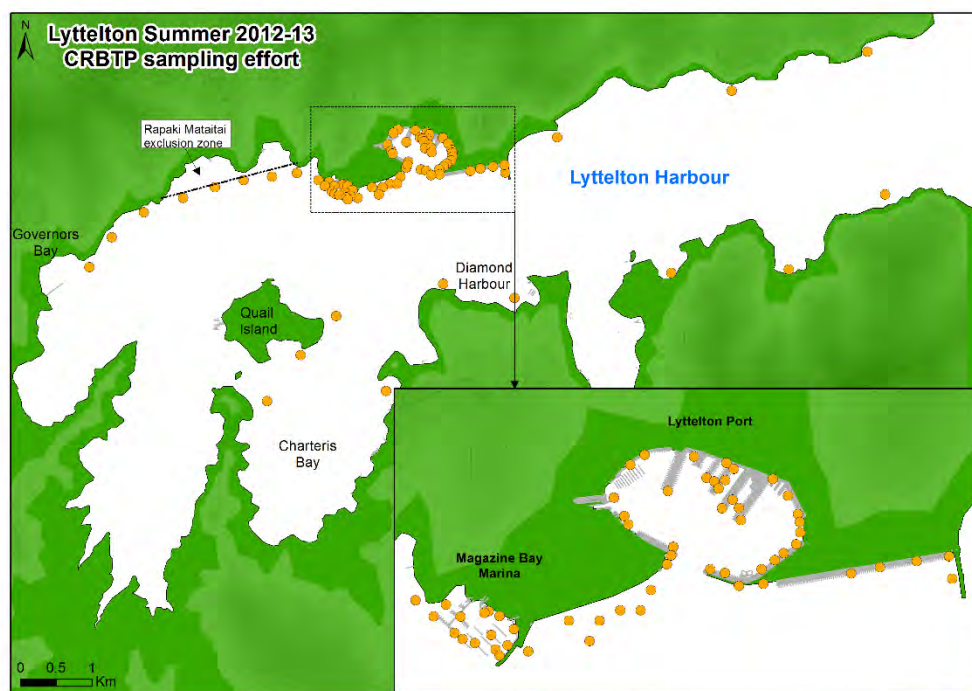 Lyttelton Summer 2012-13
CRBTP sampling effort
N
Rapaki Mataitai
exclusion zone
Lyttelton Harbour
Governors
Bay
Diamond
Harbour
Quail
Island
Charteris
Bay
Lyttelton Port
Magazine Bay
Marina
0 0.5 1
Km